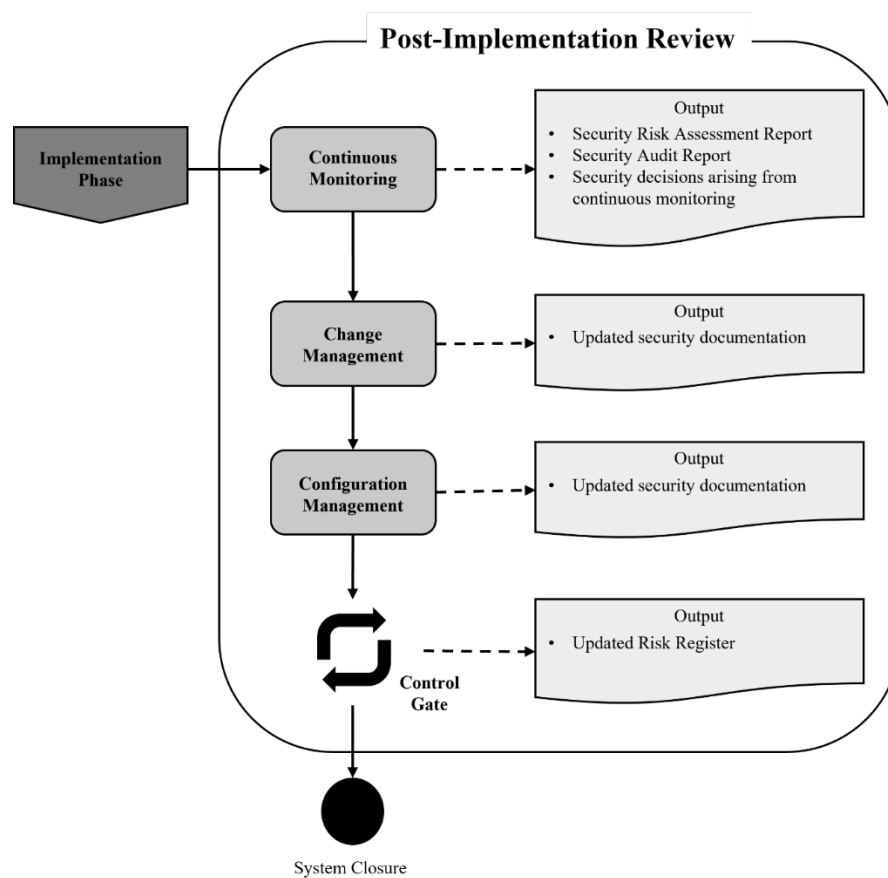 Post-Implementation Review
Implementation
Phase
Continuous
Monitoring
Output
• Security Risk Assessment Report
• Security Audit Report
• Security decisions arising from
continuous monitoring
Change
Management
Output
• Updated security documentation
Configuration
Management
Output
• Updated security documentation
Control
Gate
Output
• Updated Risk Register
System Closure